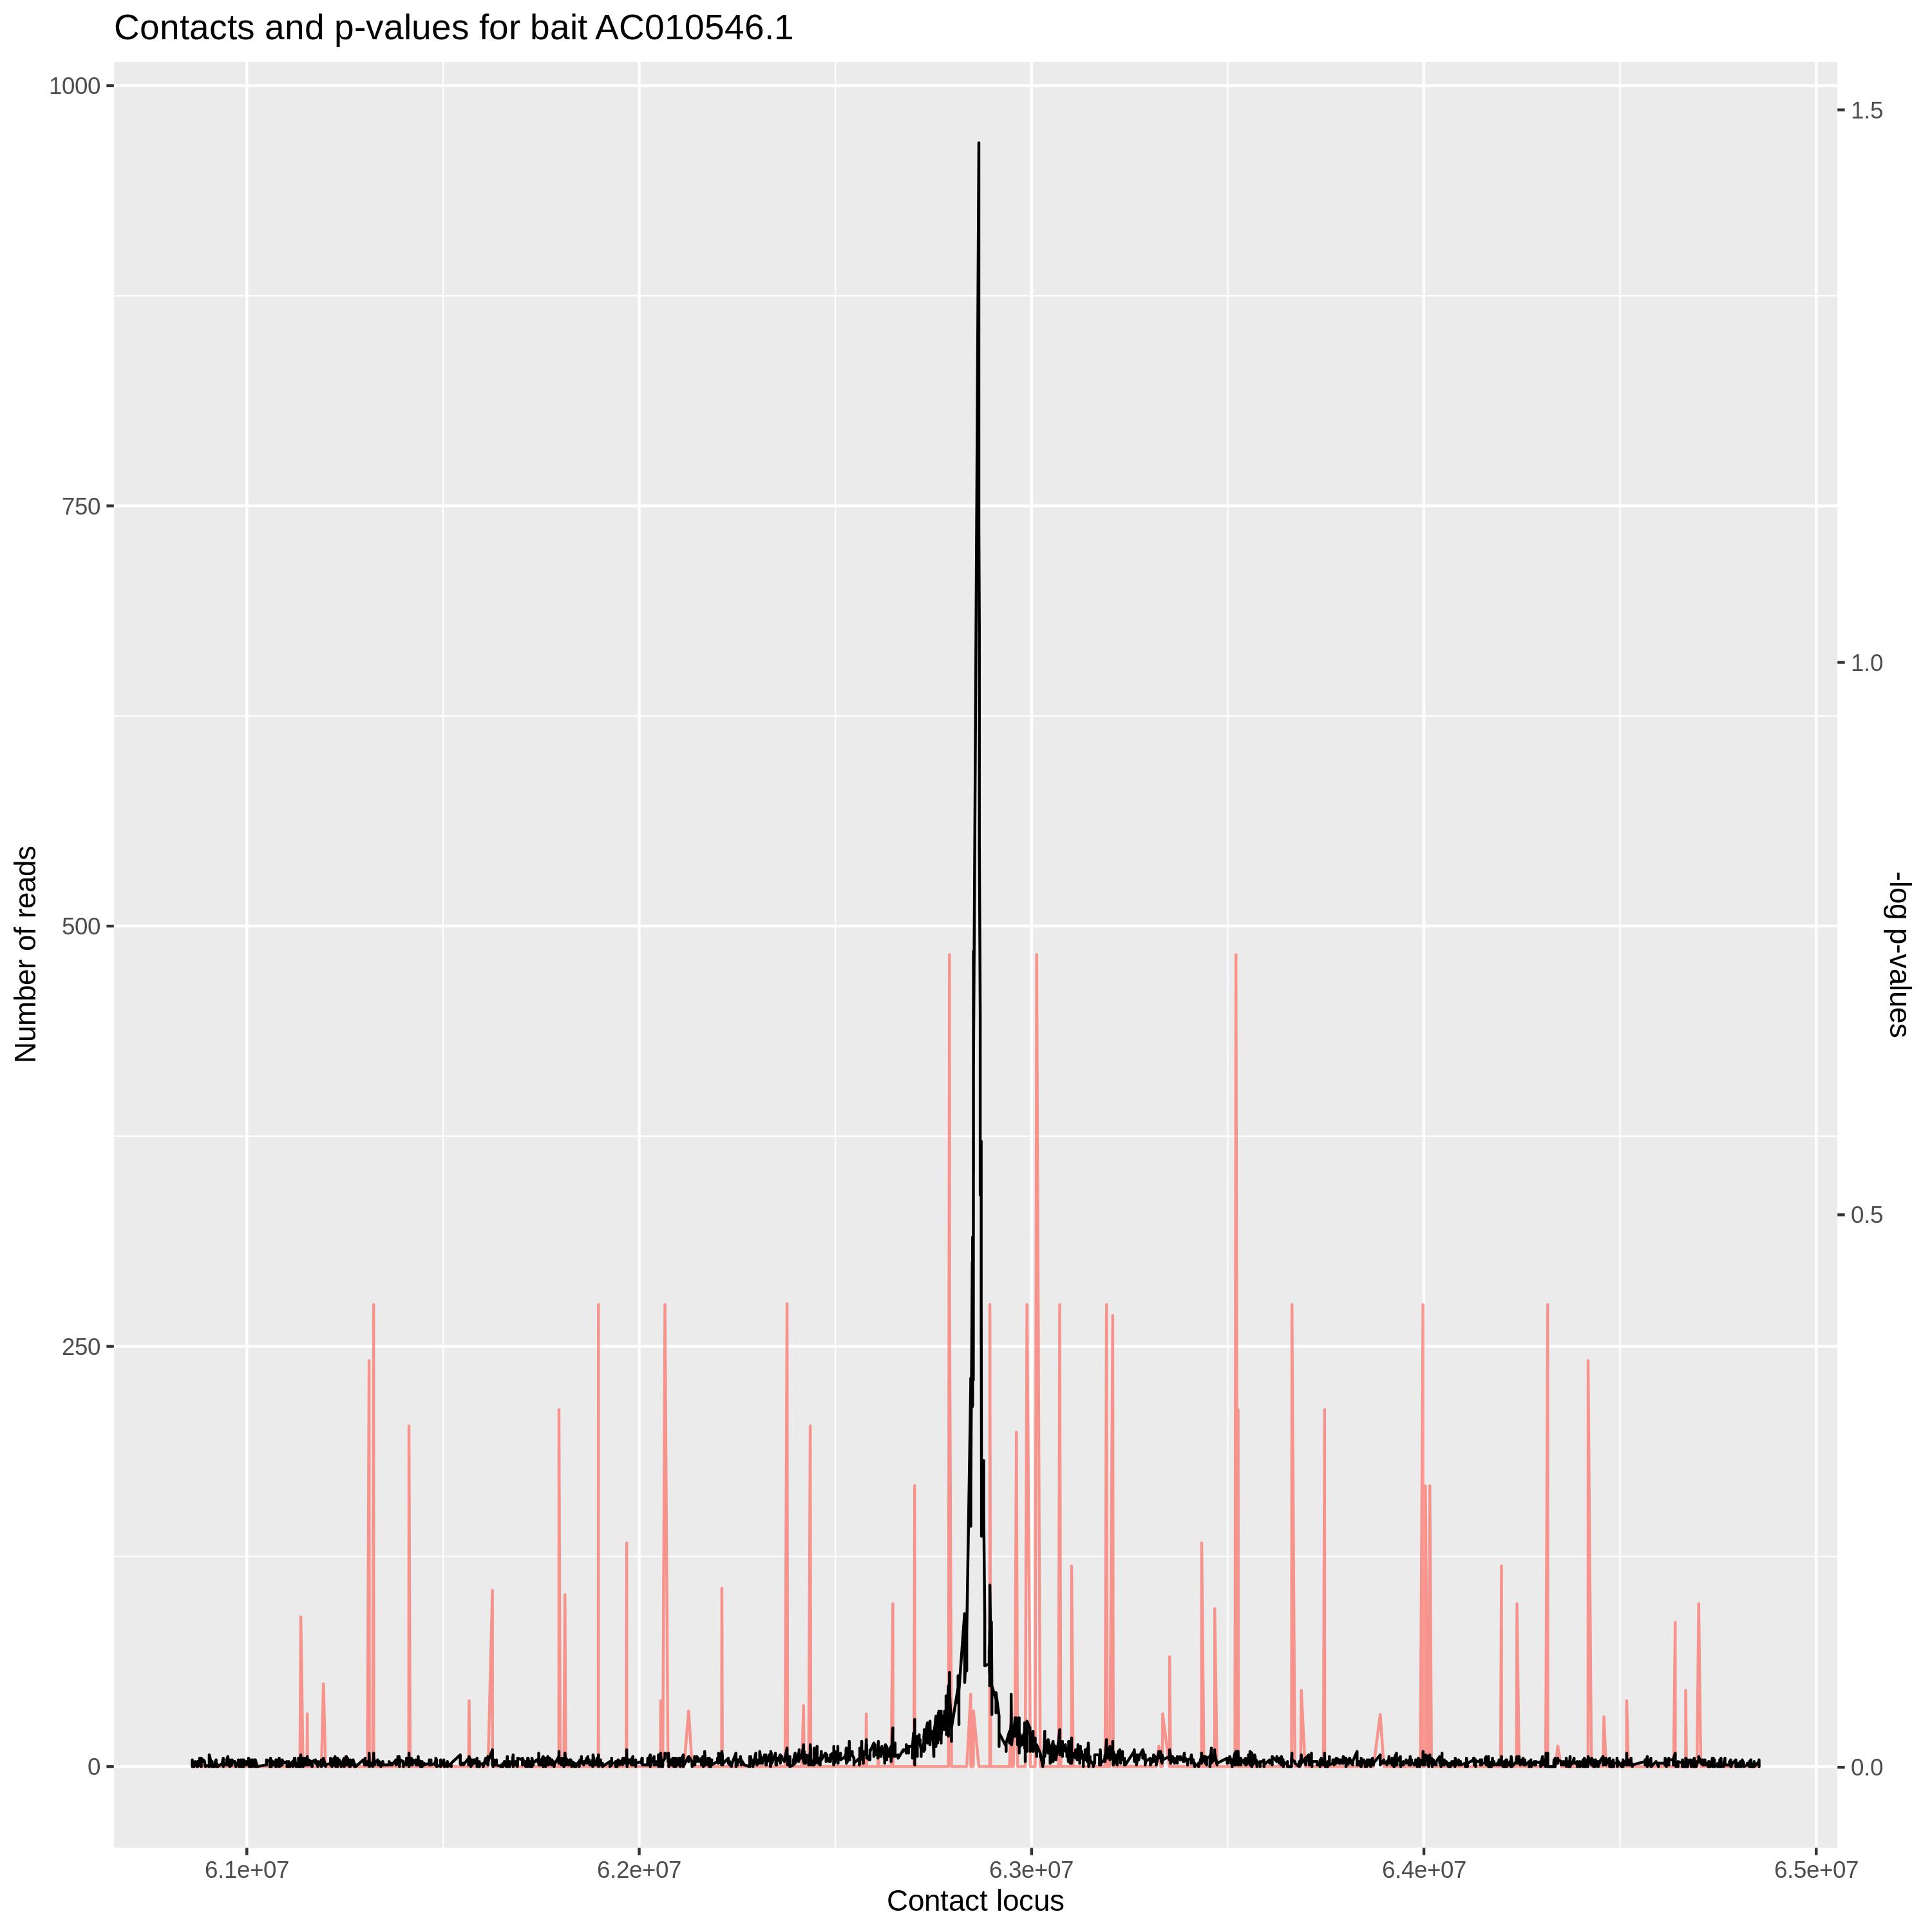 Contacts and p-values for bait AC010546.1
1000
750
500
250
0
Number of reads
1.5
1.0
0.5
0.0
-log p-values
6.1e+07
6.2e+07
6.3e+07
6.4e+07
6.5e+07
Contact locus